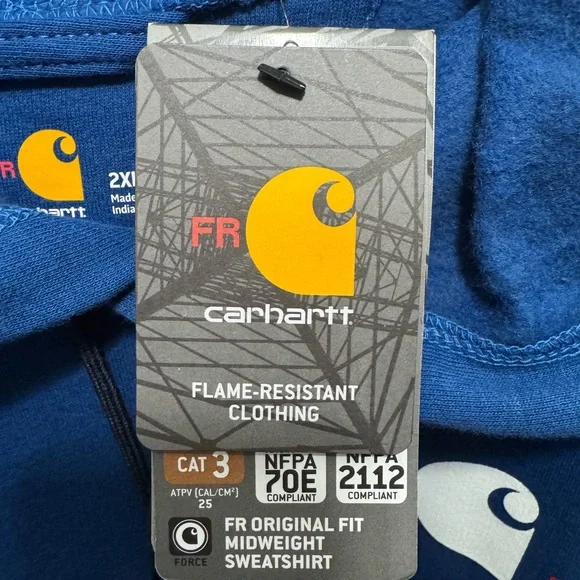 FR
2XL
Made
India
FR
carhartt
FLAME-RESISTANT
CLOTHING
CAT 3
ATPV (CAL/CM²)
25
NFPA
70E
COMPLIANT
NFPA
2112
COMPLIANT
FORCE
FR ORIGINAL FIT
MIDWEIGHT
SWEATSHIRT